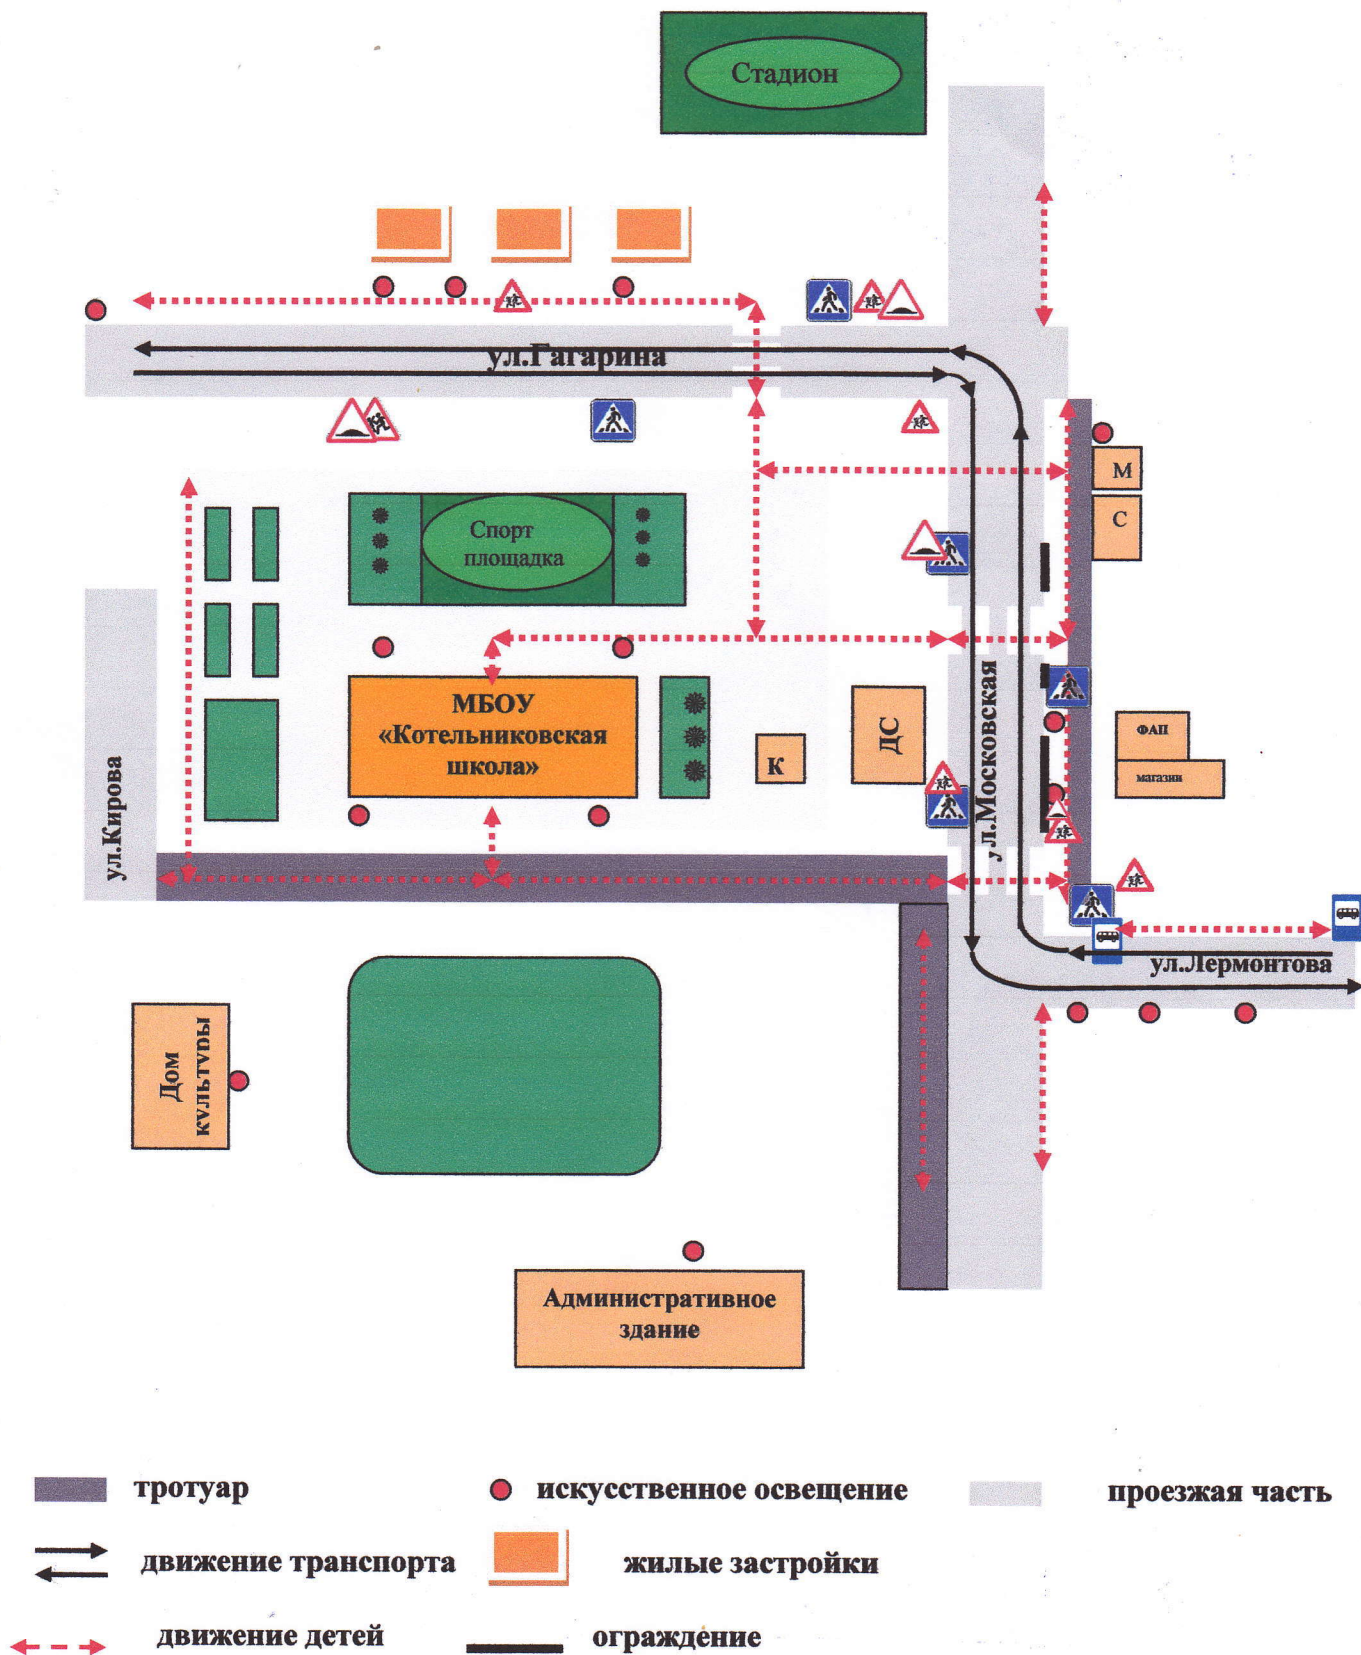 Стадион
ул.Гагарина
М
С
Спорт
площадка
МБОУ
«Котельниковская
школа»
К
ДС
ул.Московская
ФАП
магазин
ул.Кирова
ул.Лермонтова
Дом
культуры
Административное
здание
тротуар
искусственное освещение
проезжая часть
движение транспорта
жилые застройки
движение детей
ограждение